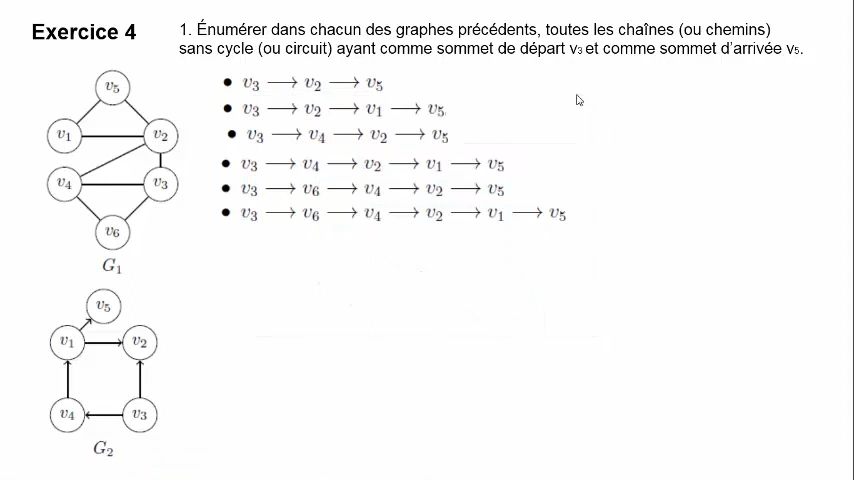 Exercice 4
1. Énumérer dans chacun des graphes précédents, toutes les chaînes (ou chemins)
sans cycle (ou circuit) ayant comme sommet de départ v₃ et comme sommet d'arrivée v₅.
v₅
v₁
v₂
v₄
v₃
v₆
G₁
• v₃ ⟶ v₂ ⟶ v₅
• v₃ ⟶ v₂ ⟶ v₁ ⟶ v₅
• v₃ ⟶ v₄ ⟶ v₂ ⟶ v₅
• v₃ ⟶ v₄ ⟶ v₂ ⟶ v₁ ⟶ v₅
• v₃ ⟶ v₆ ⟶ v₄ ⟶ v₂ ⟶ v₅
• v₃ ⟶ v₆ ⟶ v₄ ⟶ v₂ ⟶ v₁ ⟶ v₅
v₅
v₁
v₂
v₄
v₃
G₂